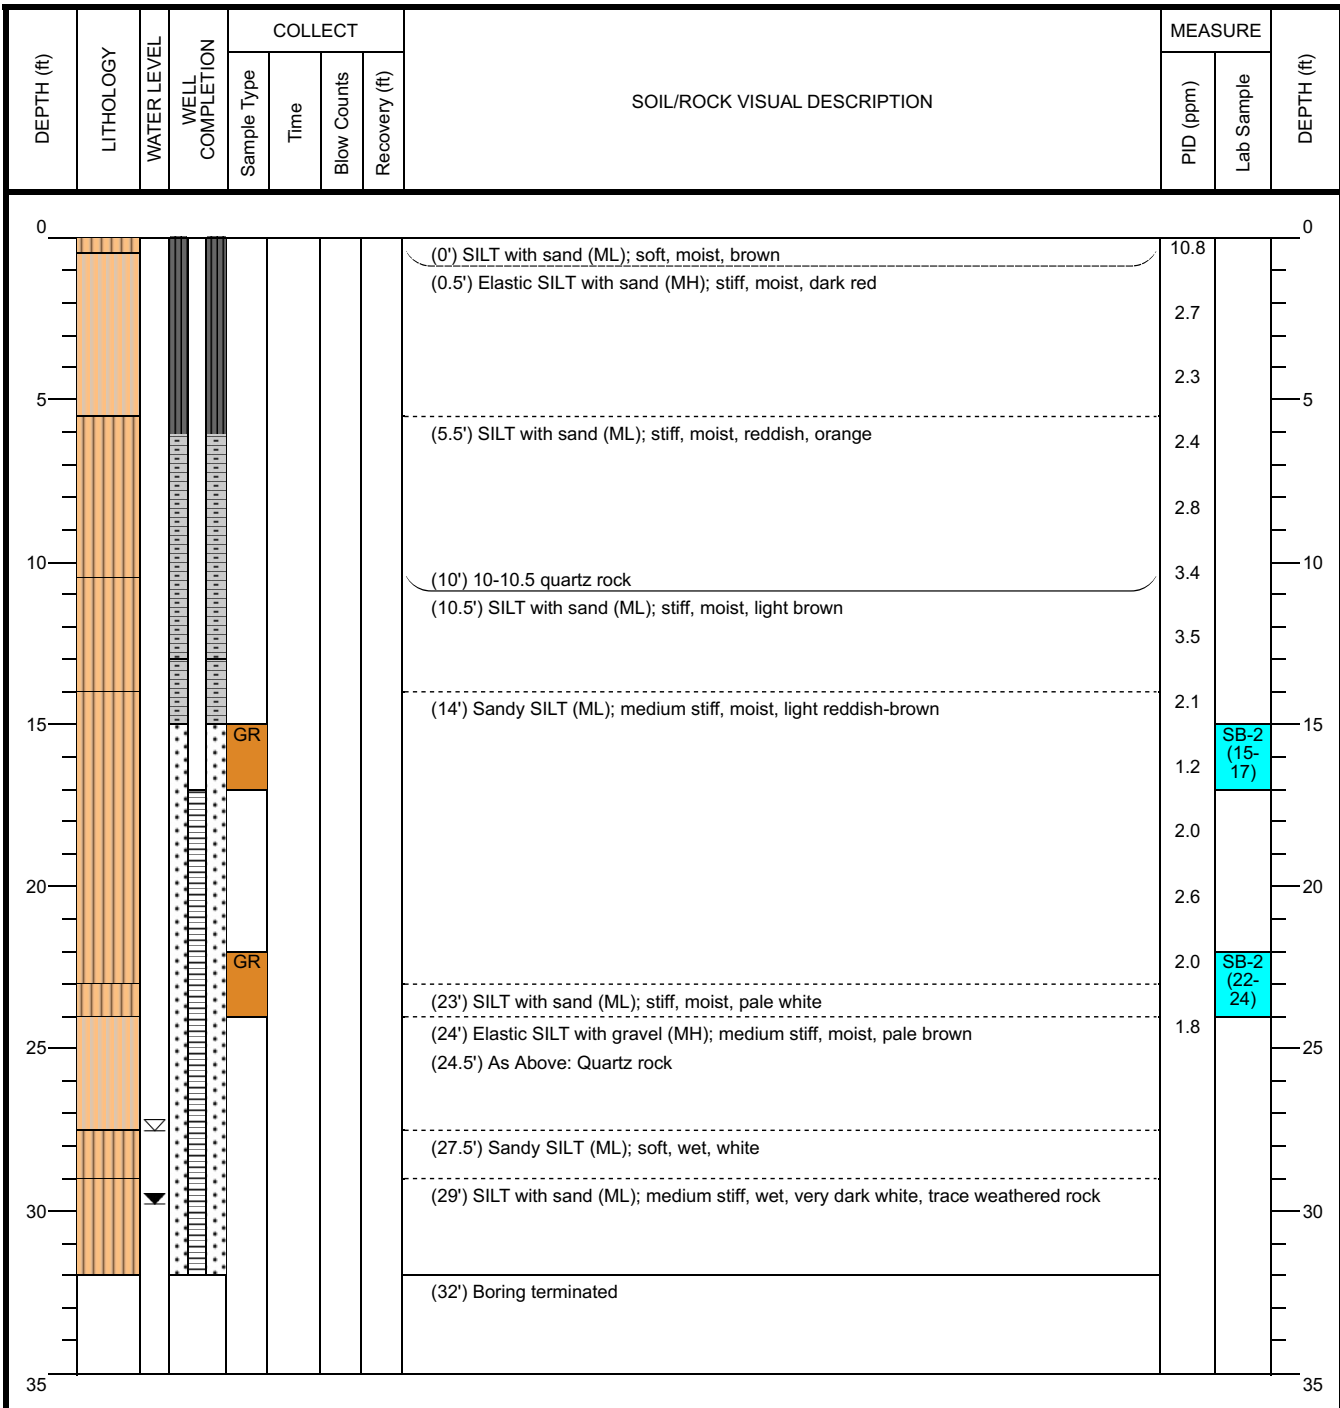 DEPTH (ft)
LITHOLOGY
WATER LEVEL
WELL
COMPLETION
COLLECT
Sample Type
Time
Blow Counts
Recovery (ft)
SOIL/ROCK VISUAL DESCRIPTION
MEASURE
PID (ppm)
Lab Sample
DEPTH (ft)
0
0
(0') SILT with sand (ML); soft, moist, brown
10.8
(0.5') Elastic SILT with sand (MH); stiff, moist, dark red
2.7
2.3
5
5
(5.5') SILT with sand (ML); stiff, moist, reddish, orange
2.4
2.8
10
10
(10') 10-10.5 quartz rock
3.4
(10.5') SILT with sand (ML); stiff, moist, light brown
3.5
(14') Sandy SILT (ML); medium stiff, moist, light reddish-brown
2.1
15
15
GR
SB-2
(15-
17)
1.2
2.0
20
20
2.6
GR
2.0
SB-2
(22-
24)
(23') SILT with sand (ML); stiff, moist, pale white
(24') Elastic SILT with gravel (MH); medium stiff, moist, pale brown
1.8
25
25
(24.5') As Above: Quartz rock
(27.5') Sandy SILT (ML); soft, wet, white
(29') SILT with sand (ML); medium stiff, wet, very dark white, trace weathered rock
30
30
(32') Boring terminated
35
35